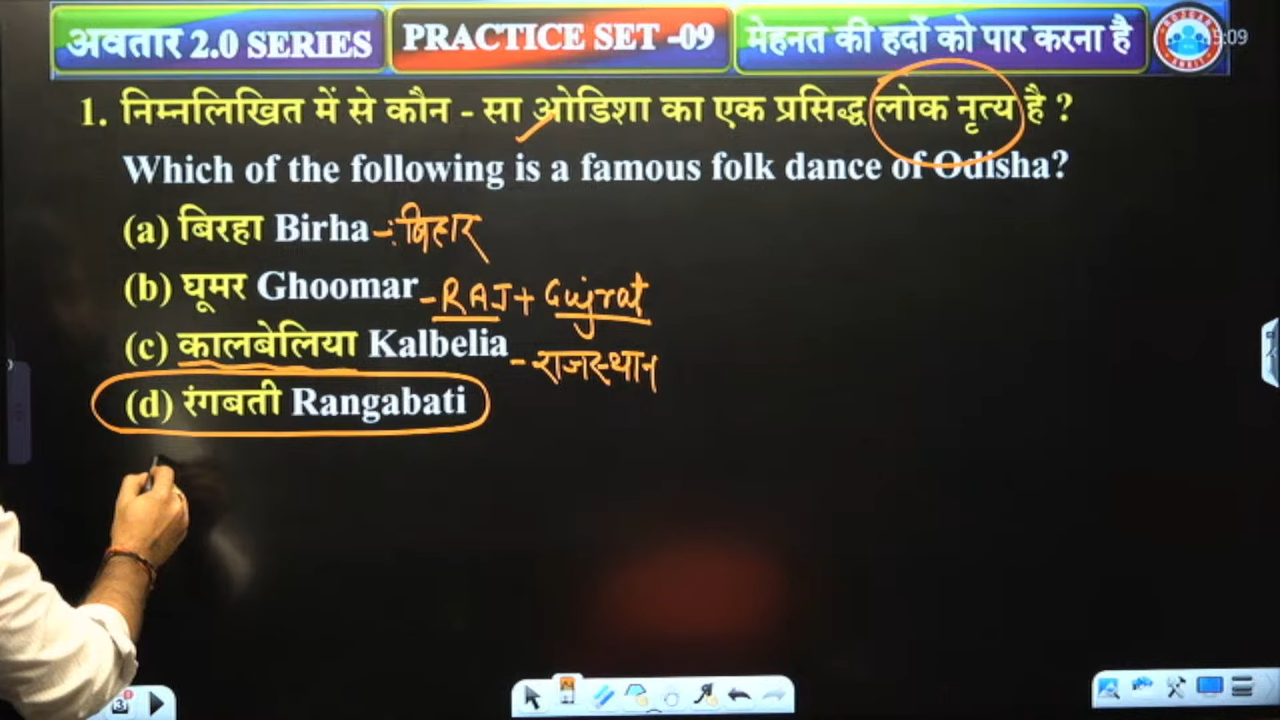 अवतार 2.0 SERIES PRACTICE SET -09 मेहनत की हदों को पार करना है
:09
1. निम्नलिखित में से कौन - सा ओडिशा का एक प्रसिद्ध लोक नृत्य है ?
Which of the following is a famous folk dance of Odisha?
(a) बिरहा Birha -: बिहार
(b) घूमर Ghoomar - RAJ + Gujrat
(c) कालबेलिया Kalbelia - राजस्थान
(d) रंगबती Rangabati